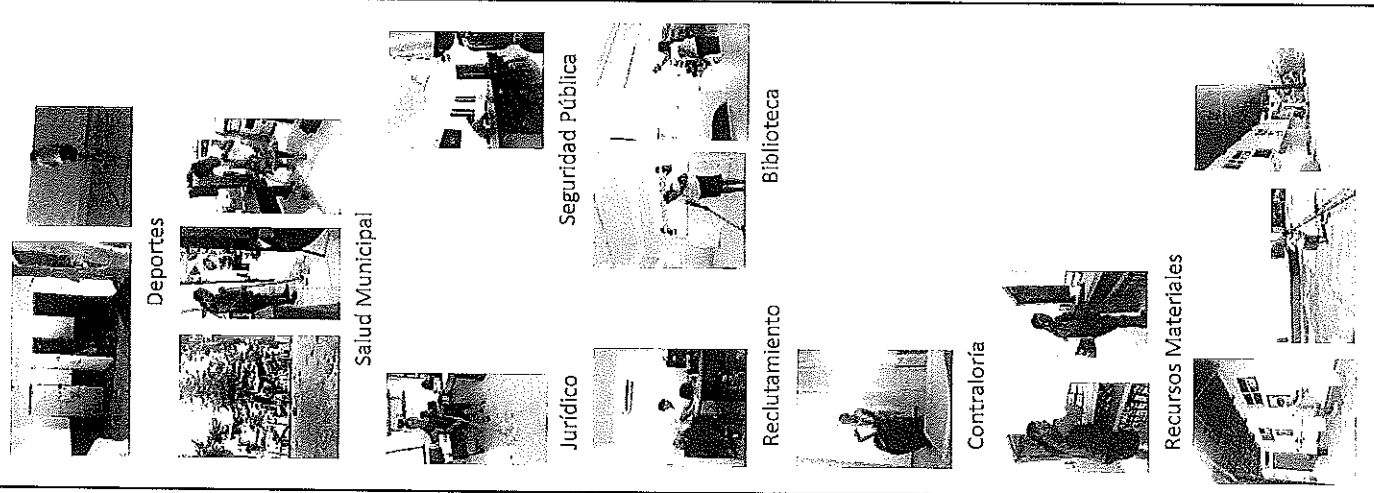 Deportes
Salud Municipal
Jurídico
Seguridad Pública
Reclutamiento
Biblioteca
Contraloría
Recursos Materiales